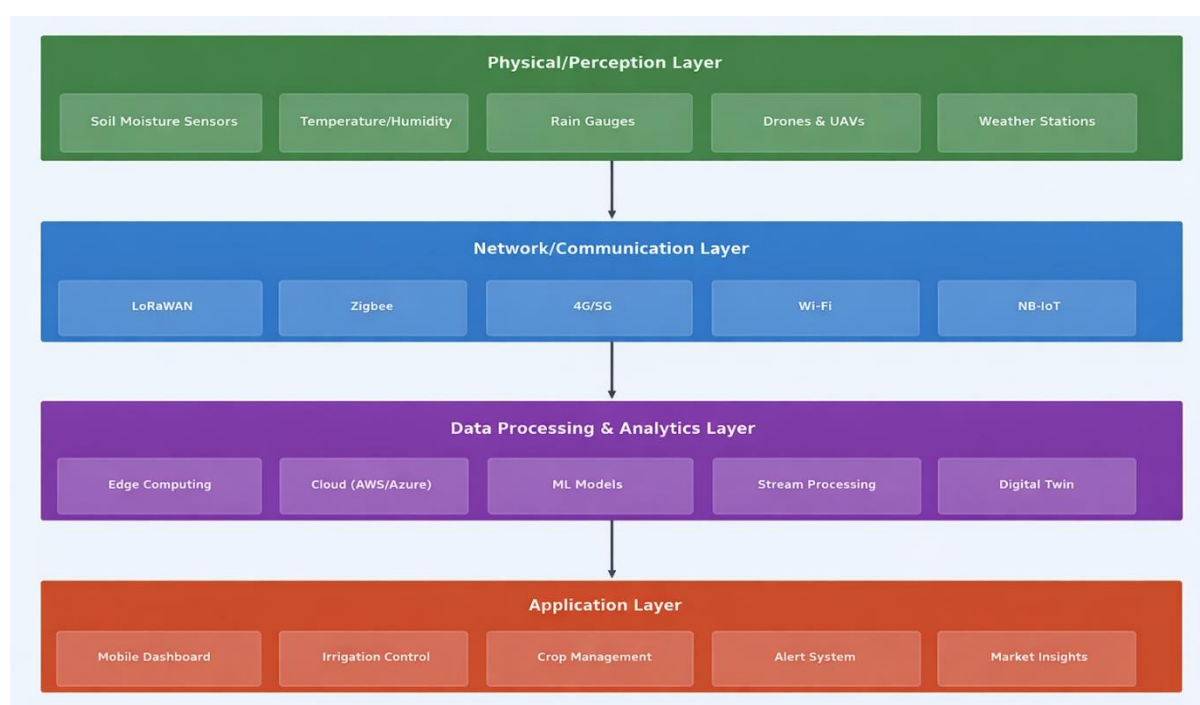 Physical/Perception Layer
Soil Moisture Sensors
Temperature/Humidity
Rain Gauges
Drones & UAVs
Weather Stations
Network/Communication Layer
LoRaWAN
Zigbee
4G/SG
Wi-Fi
NB-IoT
Data Processing & Analytics Layer
Edge Computing
Cloud (AWS/Azure)
ML Models
Stream Processing
Digital Twin
Application Layer
Mobile Dashboard
Irrigation Control
Crop Management
Alert System
Market Insights